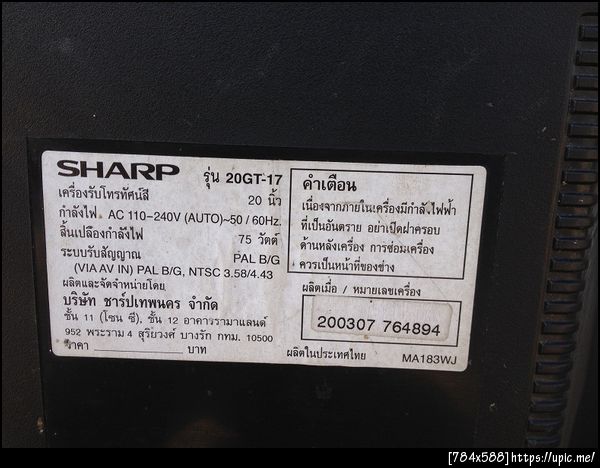 SHARP รุ่น 20GT-17
เครื่องรับโทรทัศน์สี 20 นิ้ว
กำลังไฟ AC 110-240V (AUTO)~50 / 60Hz.
สิ้นเปลืองกำลังไฟ 75 วัตต์
ระบบรับสัญญาณ PAL B/G
(VIA AV IN) PAL B/G, NTSC 3.58/4.43
ผลิตและจัดจำหน่ายโดย
บริษัท ชาร์ปเทพนคร จำกัด
ชั้น 11 (โซน ซี), ชั้น 12 อาคารรามาแลนด์
952 พระราม 4 สุริยวงศ์ บางรัก กทม. 10500
ราคา บาท
คำเตือน
เนื่องจากภายในเครื่องมีกำลังไฟฟ้า
ที่เป็นอันตราย อย่าเปิดฝาครอบ
ด้านหลังเครื่อง การซ่อมเครื่อง
ควรเป็นหน้าที่ของช่าง
ผลิตเมื่อ / หมายเลขเครื่อง
200307 764894
ผลิตในประเทศไทย MA183WJ
[784x588]https://upic.me/